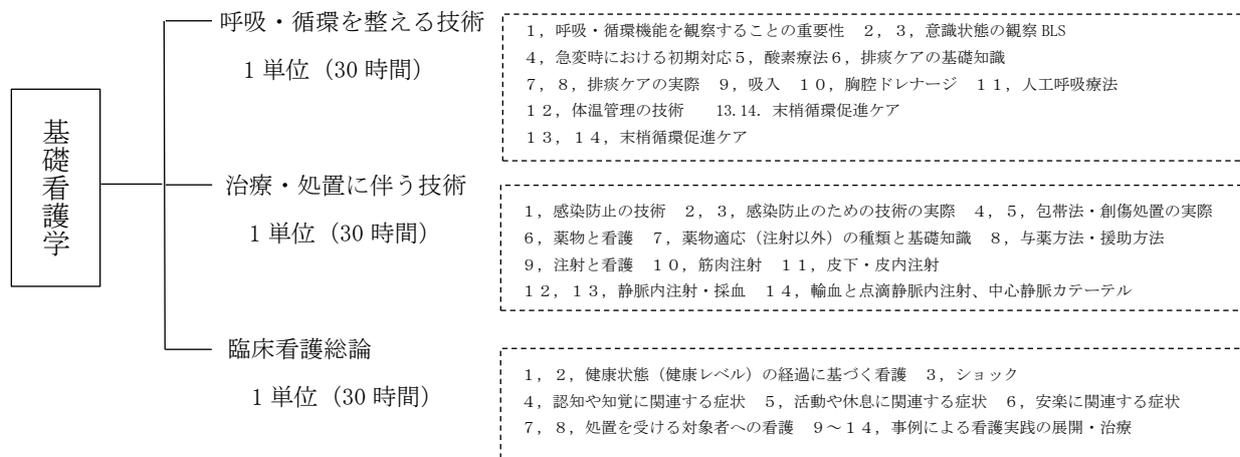 基礎看護学
呼吸・循環を整える技術
1 単位（30 時間）
1，呼吸・循環機能を観察することの重要性　2，3，意識状態の観察 BLS
4，急変時における初期対応5，酸素療法6，排痰ケアの基礎知識
7，8，排痰ケアの実際　9，吸入　10，胸腔ドレナージ　11，人工呼吸療法
12，体温管理の技術　　13.14．末梢循環促進ケア
13，14，末梢循環促進ケア
治療・処置に伴う技術
1 単位（30 時間）
1，感染防止の技術　2，3，感染防止のための技術の実際　4，5，包帯法・創傷処置の実際
6，薬物と看護　7，薬物適応（注射以外）の種類と基礎知識　8，与薬方法・援助方法
9，注射と看護　10，筋肉注射　11，皮下・皮内注射
12，13，静脈内注射・採血　14，輸血と点滴静脈内注射、中心静脈カテーテル
臨床看護総論
1 単位（30 時間）
1，2，健康状態（健康レベル）の経過に基づく看護　3，ショック
4，認知や知覚に関連する症状　5，活動や休息に関連する症状　6，安楽に関連する症状
7，8，処置を受ける対象者への看護　9～14，事例による看護実践の展開・治療